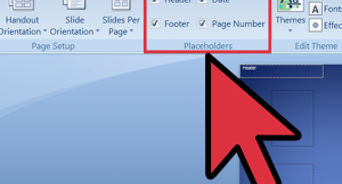 Header Date
Handout Slide Slides Per Footer Page Number Themes Fonts
Orientation Orientation Page
Page Setup Placeholders Edit Theme
Header